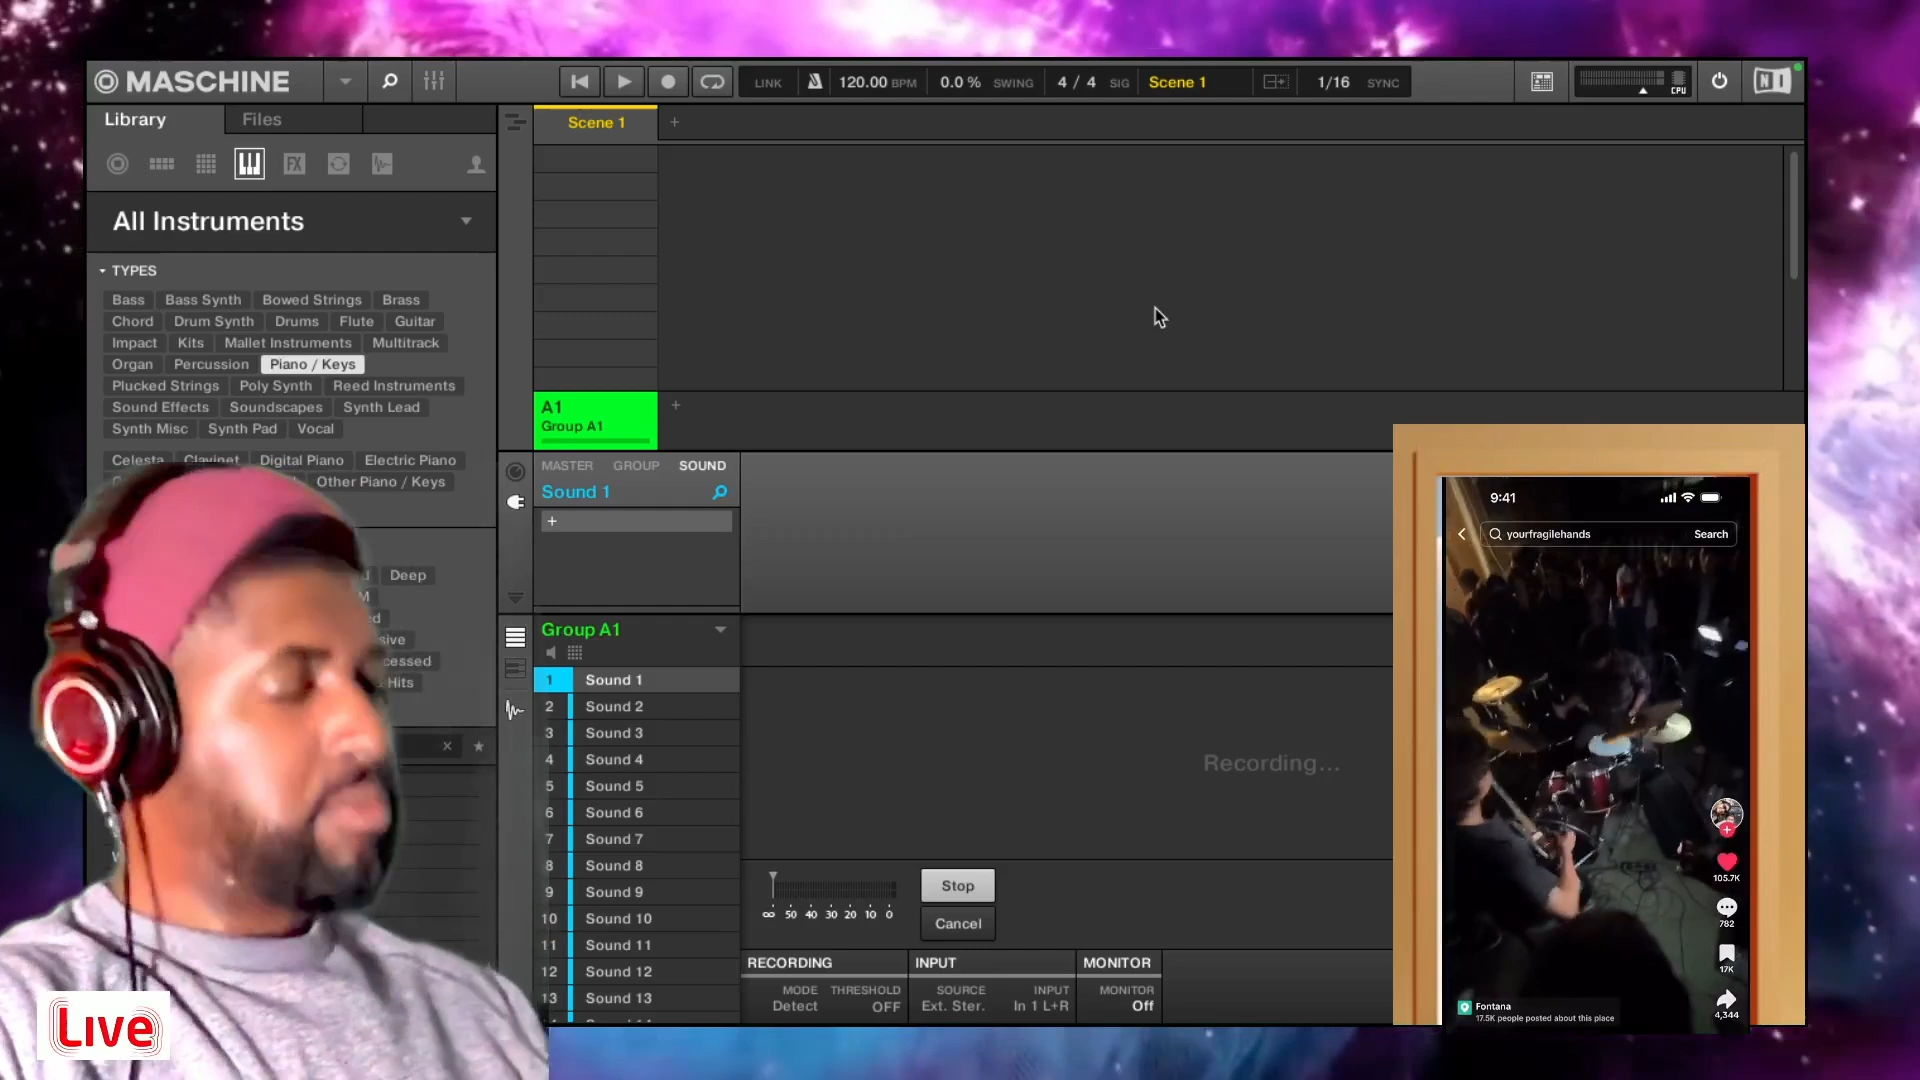 MASCHINE
LINK
120.00 BPM
0.0 % SWING
4 / 4 SIG
Scene 1
1/16 SYNC
CPU
NI
Library
Files
Scene 1
+
FX
All Instruments
TYPES
Bass
Bass Synth
Bowed Strings
Brass
Chord
Drum Synth
Drums
Flute
Guitar
Impact
Kits
Mallet Instruments
Multitrack
Organ
Percussion
Piano / Keys
Plucked Strings
Poly Synth
Reed Instruments
Sound Effects
Soundscapes
Synth Lead
Synth Misc
Synth Pad
Vocal
Celesta
Clavinet
Digital Piano
Electric Piano
Other Piano / Keys
Deep
Hits
A1
Group A1
+
MASTER
GROUP
SOUND
Sound 1
+
Group A1
1 Sound 1
2 Sound 2
3 Sound 3
4 Sound 4
5 Sound 5
6 Sound 6
7 Sound 7
8 Sound 8
9 Sound 9
10 Sound 10
11 Sound 11
12 Sound 12
13 Sound 13
Recording...
∞ 50 40 30 20 10 0
Stop
Cancel
RECORDING
INPUT
MONITOR
MODE
THRESHOLD
SOURCE
INPUT
MONITOR
Detect
OFF
Ext. Ster.
In 1 L+R
Off
9:41
yourfragilehands
Search
105.7K
782
17K
4,344
Fontana
17.5K people posted about this place
Live